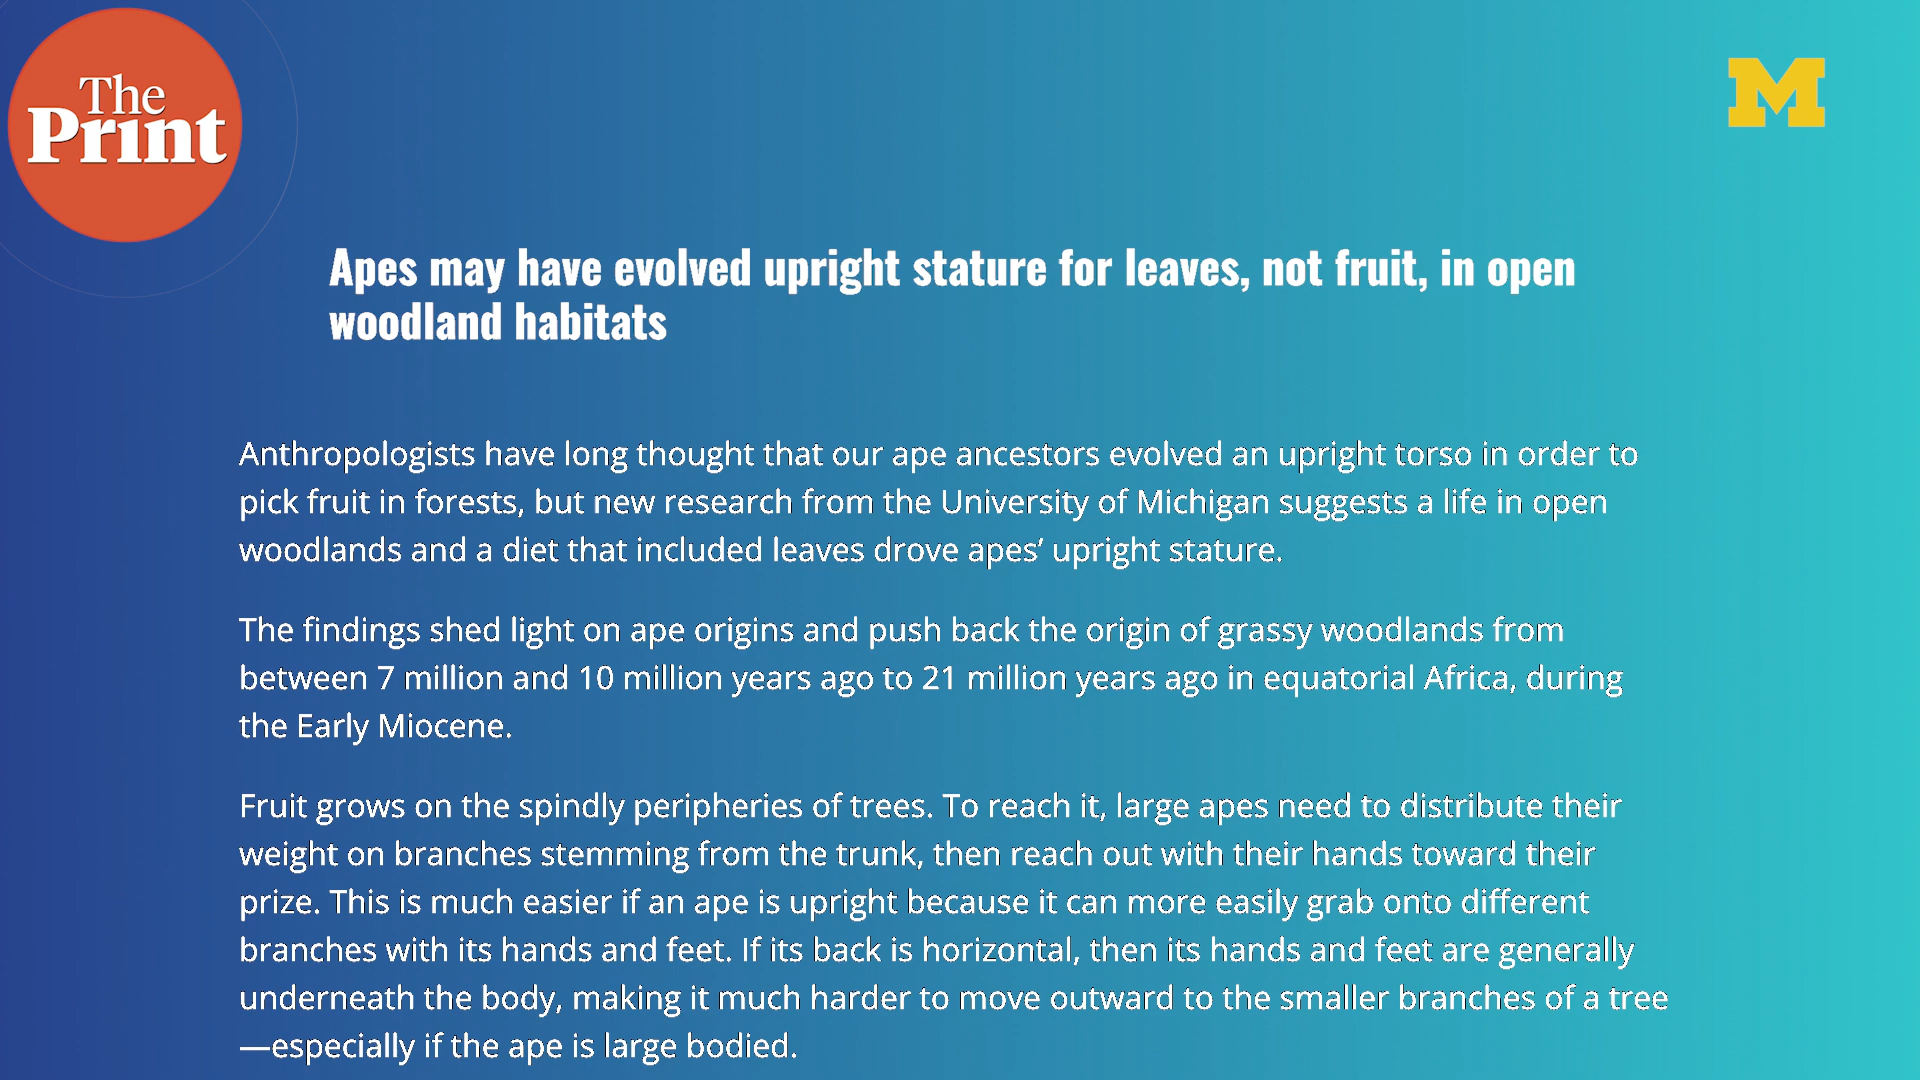 The
Print
M
Apes may have evolved upright stature for leaves, not fruit, in open
woodland habitats
Anthropologists have long thought that our ape ancestors evolved an upright torso in order to
pick fruit in forests, but new research from the University of Michigan suggests a life in open
woodlands and a diet that included leaves drove apes’ upright stature.
The findings shed light on ape origins and push back the origin of grassy woodlands from
between 7 million and 10 million years ago to 21 million years ago in equatorial Africa, during
the Early Miocene.
Fruit grows on the spindly peripheries of trees. To reach it, large apes need to distribute their
weight on branches stemming from the trunk, then reach out with their hands toward their
prize. This is much easier if an ape is upright because it can more easily grab onto different
branches with its hands and feet. If its back is horizontal, then its hands and feet are generally
underneath the body, making it much harder to move outward to the smaller branches of a tree
—especially if the ape is large bodied.